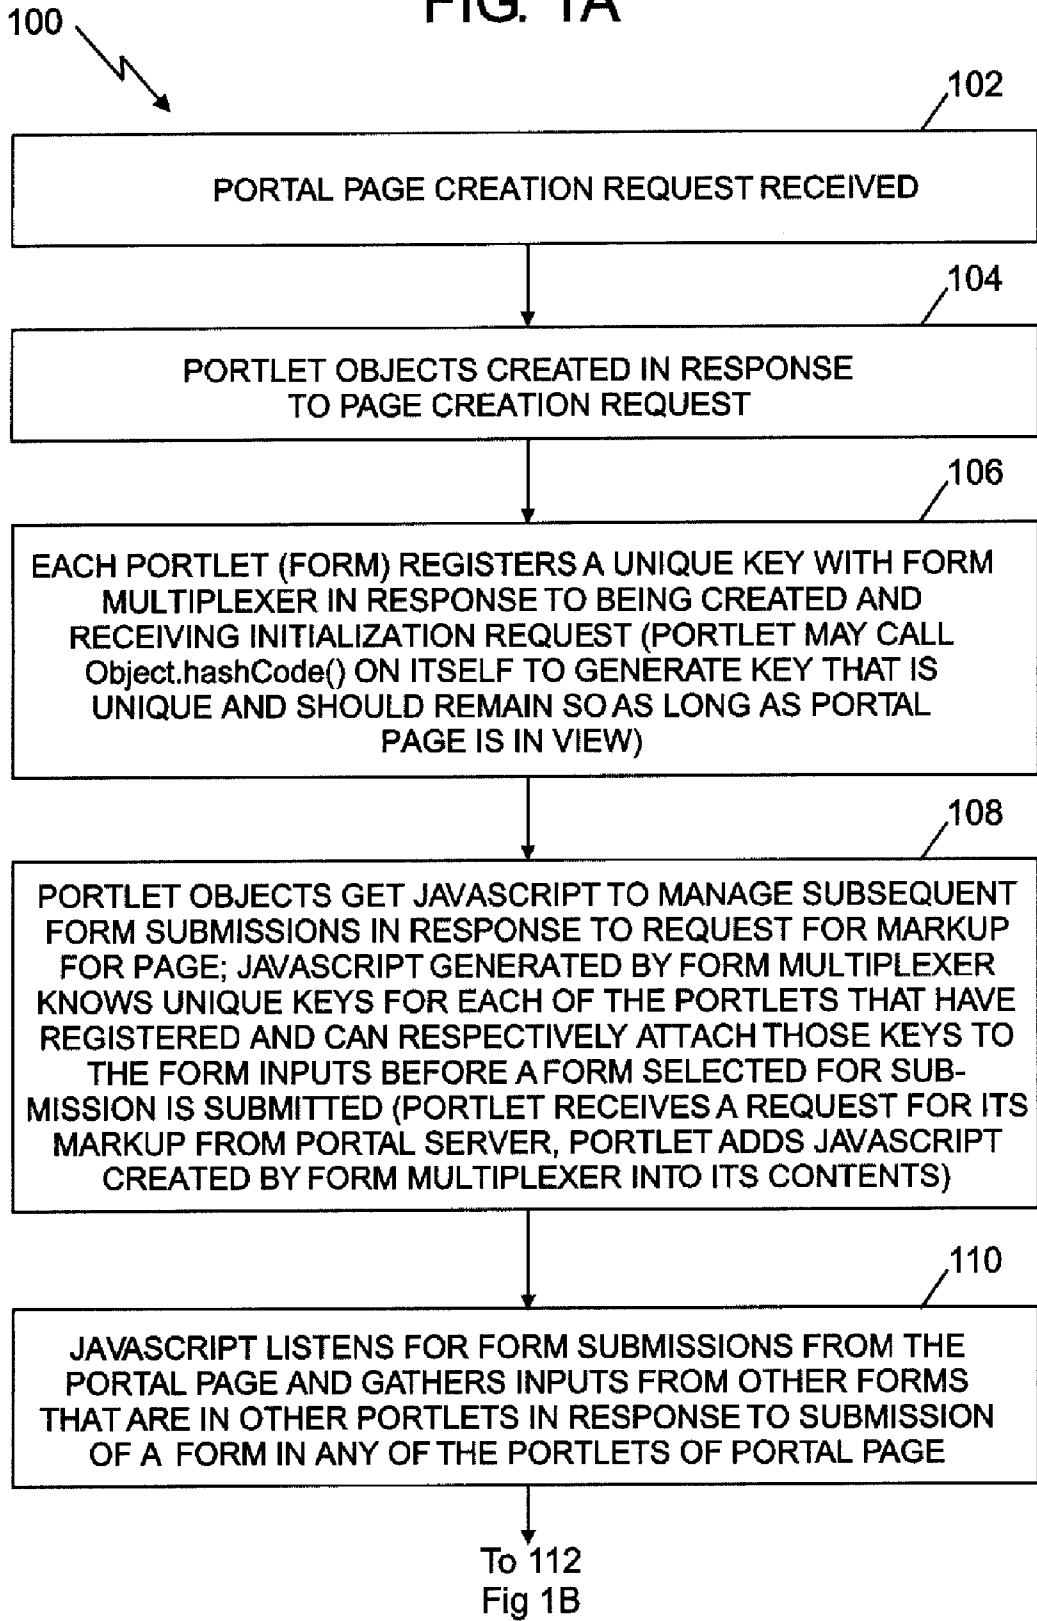 FIG. 1A
100
102
PORTAL PAGE CREATION REQUEST RECEIVED
104
PORTLET OBJECTS CREATED IN RESPONSE
TO PAGE CREATION REQUEST
106
EACH PORTLET (FORM) REGISTERS A UNIQUE KEY WITH FORM
MULTIPLEXER IN RESPONSE TO BEING CREATED AND
RECEIVING INITIALIZATION REQUEST (PORTLET MAY CALL
Object.hashCode() ON ITSELF TO GENERATE KEY THAT IS
UNIQUE AND SHOULD REMAIN SO AS LONG AS PORTAL
PAGE IS IN VIEW)
108
PORTLET OBJECTS GET JAVASCRIPT TO MANAGE SUBSEQUENT
FORM SUBMISSIONS IN RESPONSE TO REQUEST FOR MARKUP
FOR PAGE; JAVASCRIPT GENERATED BY FORM MULTIPLEXER
KNOWS UNIQUE KEYS FOR EACH OF THE PORTLETS THAT HAVE
REGISTERED AND CAN RESPECTIVELY ATTACH THOSE KEYS TO
THE FORM INPUTS BEFORE A FORM SELECTED FOR SUB-
MISSION IS SUBMITTED (PORTLET RECEIVES A REQUEST FOR ITS
MARKUP FROM PORTAL SERVER, PORTLET ADDS JAVASCRIPT
CREATED BY FORM MULTIPLEXER INTO ITS CONTENTS)
110
JAVASCRIPT LISTENS FOR FORM SUBMISSIONS FROM THE
PORTAL PAGE AND GATHERS INPUTS FROM OTHER FORMS
THAT ARE IN OTHER PORTLETS IN RESPONSE TO SUBMISSION
OF A FORM IN ANY OF THE PORTLETS OF PORTAL PAGE
To 112
Fig 1B